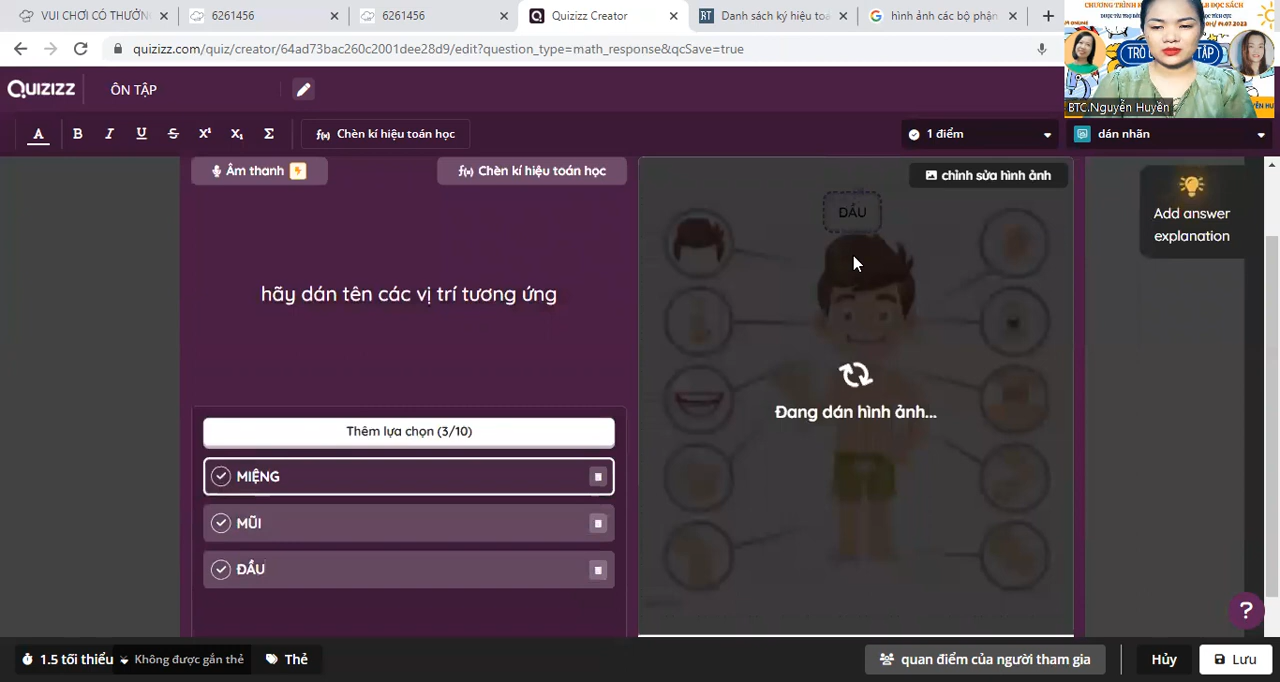 VUI CHƠI CÓ THƯỞN
6261456
6261456
Quizizz Creator
Danh sách ký hiệu toá
hình ảnh các bộ phận
quizizz.com/quiz/creator/64ad73bac260c2001dee28d9/edit?question_type=math_response&qcSave=true
BTC.Nguyễn Huyền
QUIZIZZ
ÔN TẬP
A B I U S X¹ X₁ Σ
f(x) Chèn kí hiệu toán học
1 điểm
dán nhãn
Âm thanh
f(x) Chèn kí hiệu toán học
chỉnh sửa hình ảnh
ĐẦU
Add answer
explanation
hãy dán tên các vị trí tương ứng
Đang dán hình ảnh...
Thêm lựa chọn (3/10)
MIỆNG
MŨI
ĐẦU
?
1.5 tối thiểu
Không được gắn thẻ
Thẻ
quan điểm của người tham gia
Hủy
Lưu